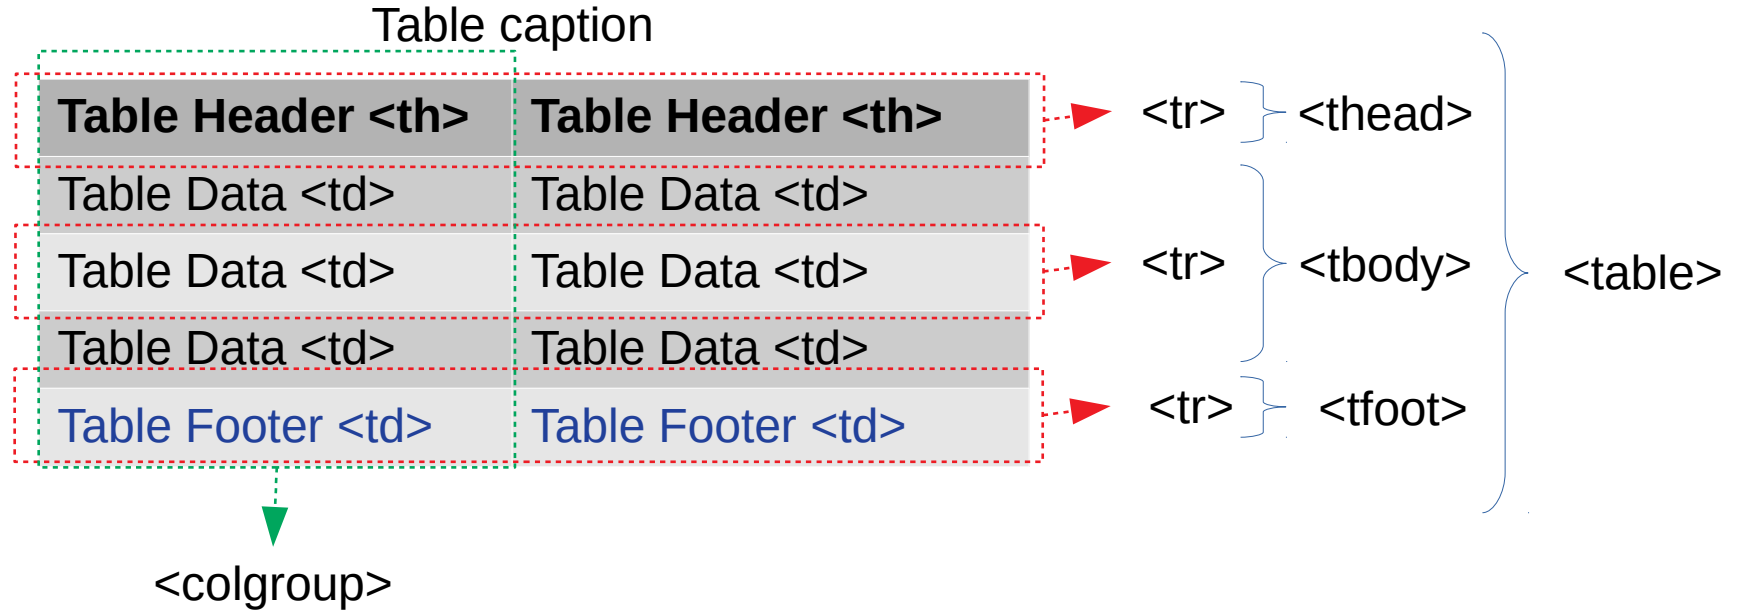 Table caption
Table Header <th> Table Header <th> <tr> <thead>
Table Data <td> Table Data <td>
Table Data <td> Table Data <td> <tr> <tbody> <table>
Table Data <td> Table Data <td>
Table Footer <td> Table Footer <td> <tr> <tfoot>
<colgroup>